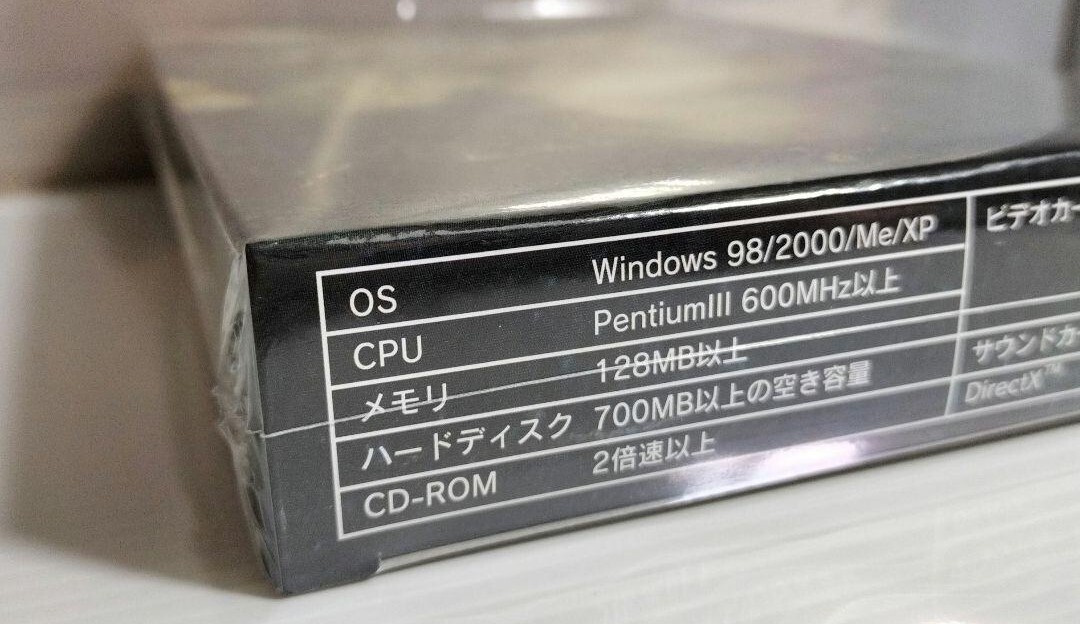 OS Windows 98/2000/Me/XP
CPU PentiumIII 600MHz以上
メモリ 128MB以上
ハードディスク 700MB以上の空き容量
CD-ROM 2倍速以上
ビデオカー
サウンドカ
DirectX™